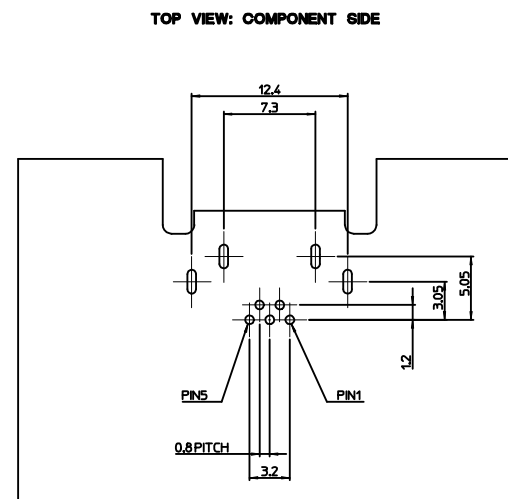 TOP VIEW: COMPONENT SIDE
12.4
7.3
5.05
3.05
1.2
PIN5
PIN1
0.8 PITCH
3.2